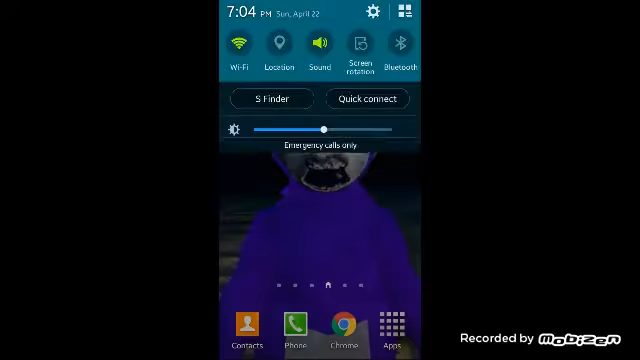 7:04 PM Sun, April 22
Wi-Fi Location Sound Screen rotation Bluetooth
S Finder Quick connect
Emergency calls only
Contacts Phone Chrome Apps
Recorded by Mobizen